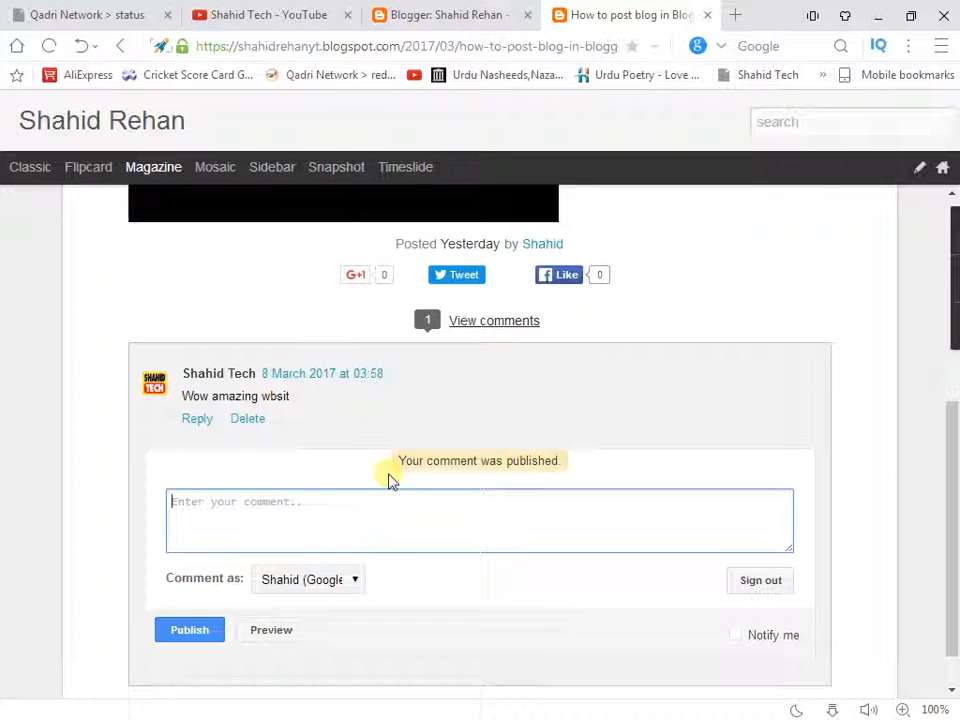 Qadri Network > status
Shahid Tech - YouTube
Blogger: Shahid Rehan -
How to post blog in Blog
https://shahidrehanyt.blogspot.com/2017/03/how-to-post-blog-in-blogg
Google
IQ
AliExpress
Cricket Score Card G...
Qadri Network > red...
Urdu Nasheeds,Naza...
Urdu Poetry - Love ...
Shahid Tech
»
Mobile bookmarks
Shahid Rehan
search
Classic
Flipcard
Magazine
Mosaic
Sidebar
Snapshot
Timeslide
Posted Yesterday by Shahid
G+1 0
Tweet
Like 0
1 View comments
SHAHID TECH
Shahid Tech 8 March 2017 at 03:58
Wow amazing wbsit
Reply Delete
Your comment was published.
Enter your comment..
Comment as: Shahid (Google
Sign out
Publish
Preview
Notify me
100%